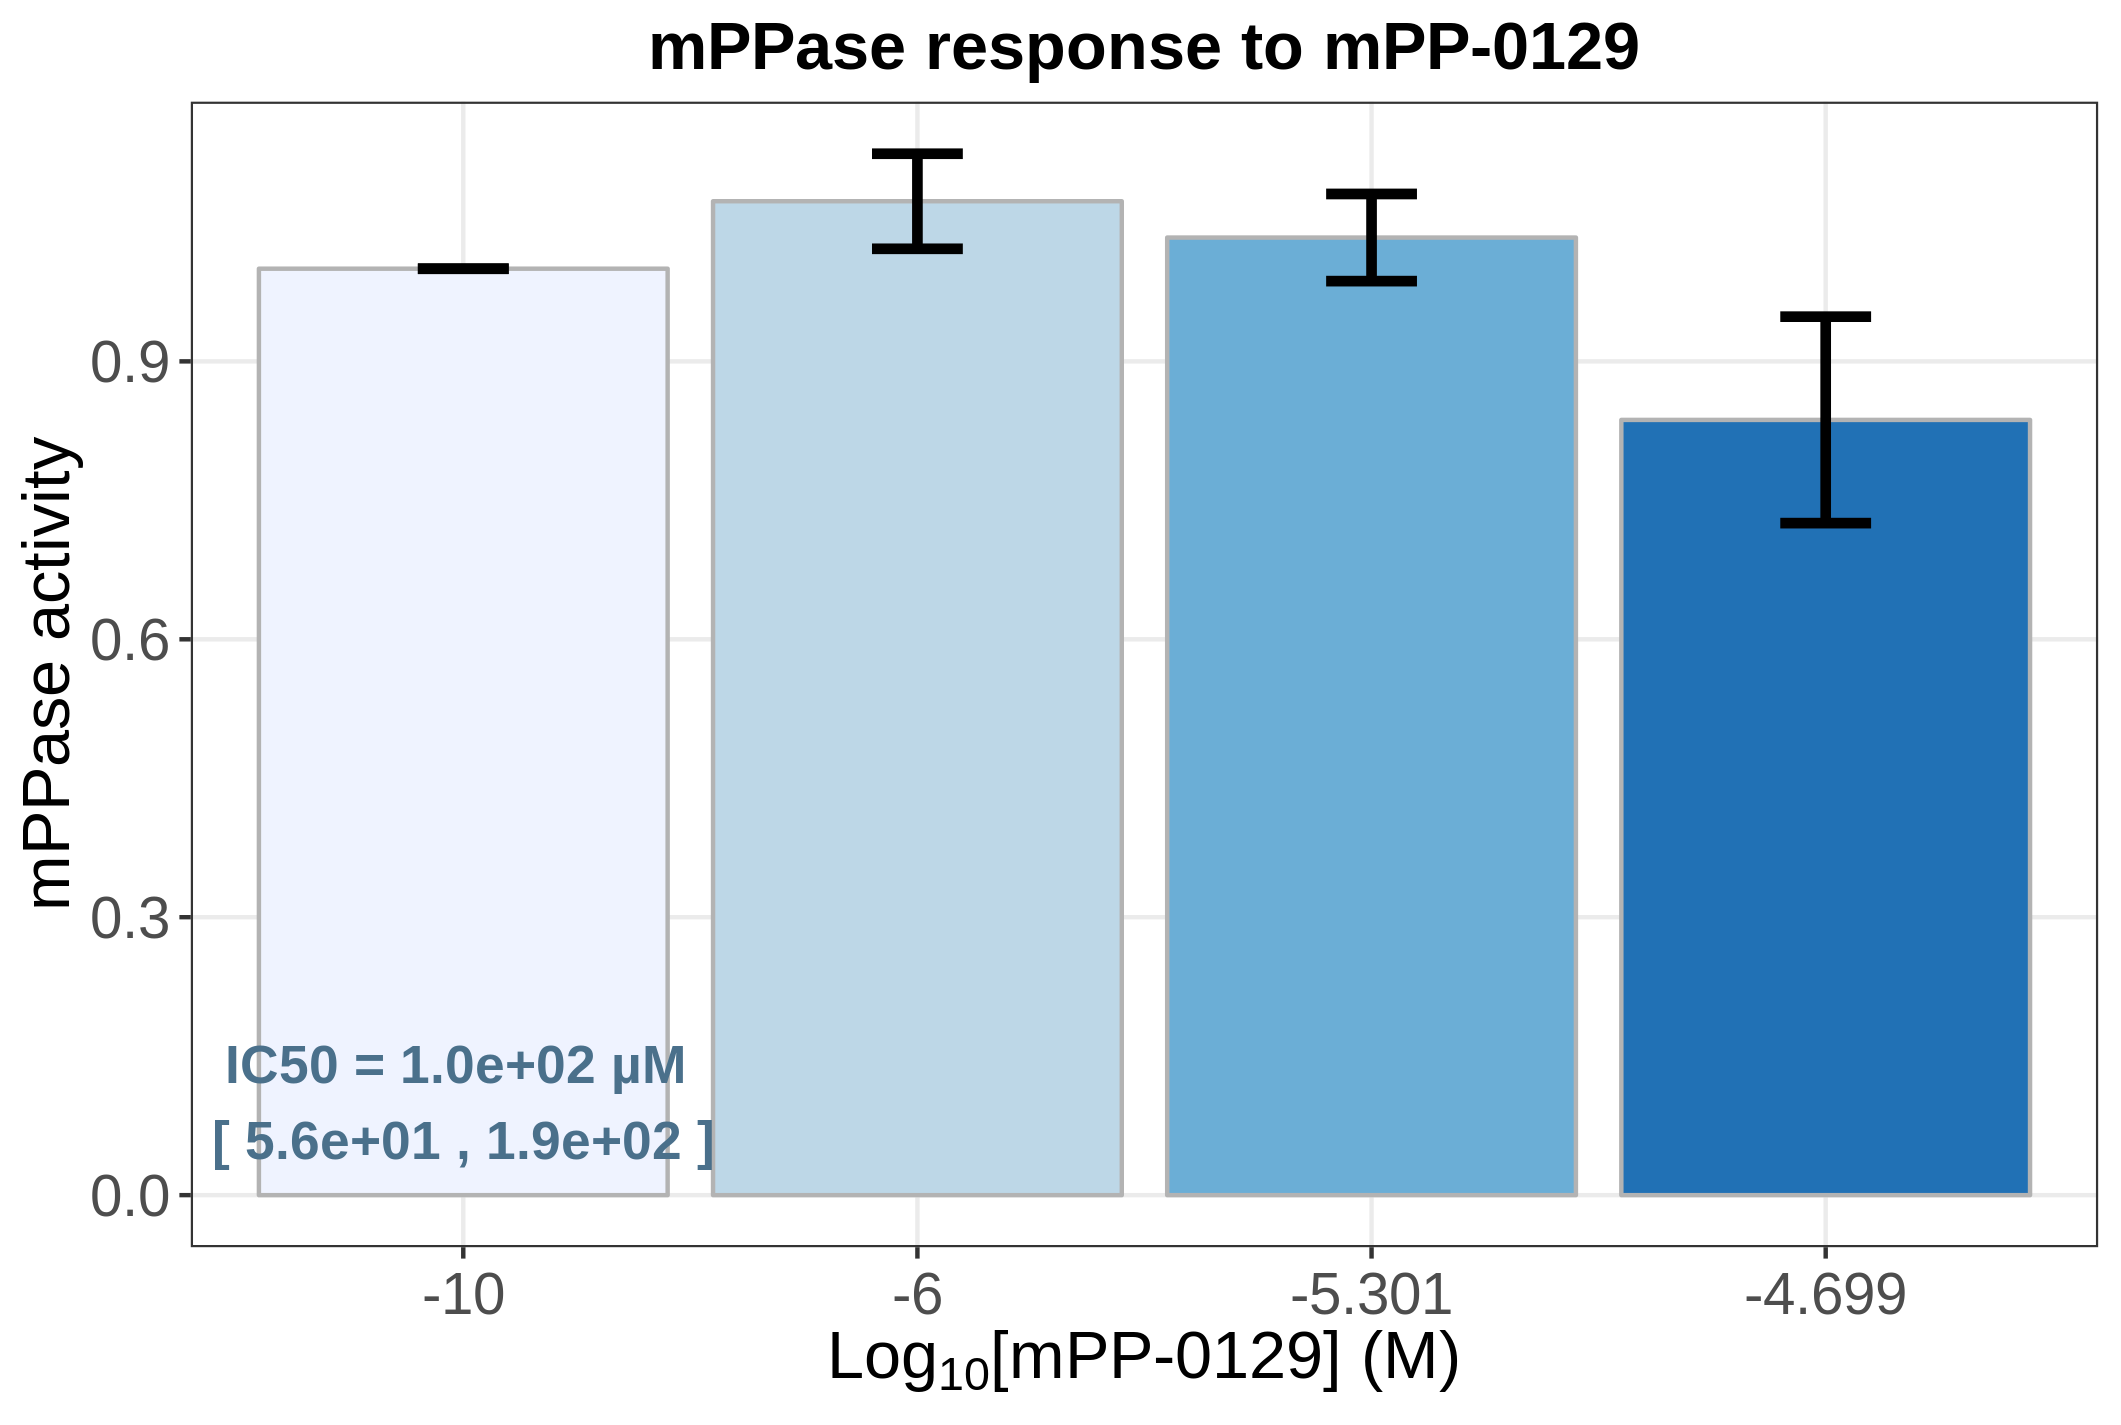 mPPase response to mPP-0129
mPPase activity
0.9
0.6
0.3
0.0
IC50 = 1.0e+02 µM
[ 5.6e+01 , 1.9e+02 ]
-10 -6 -5.301 -4.699
Log10[mPP-0129] (M)